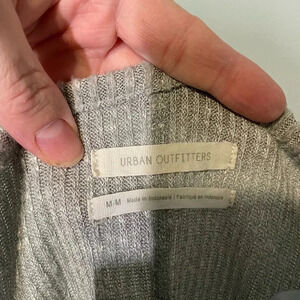 URBAN OUTFITTERS
M/M Made in Indonesia / Fabriqué en Indonésie